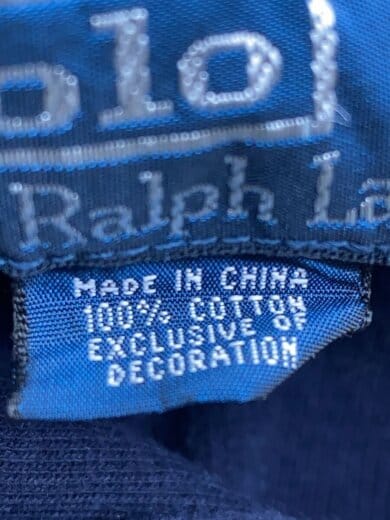 olo
Ralph La
MADE IN CHINA
100% COTTON
EXCLUSIVE OF
DECORATION